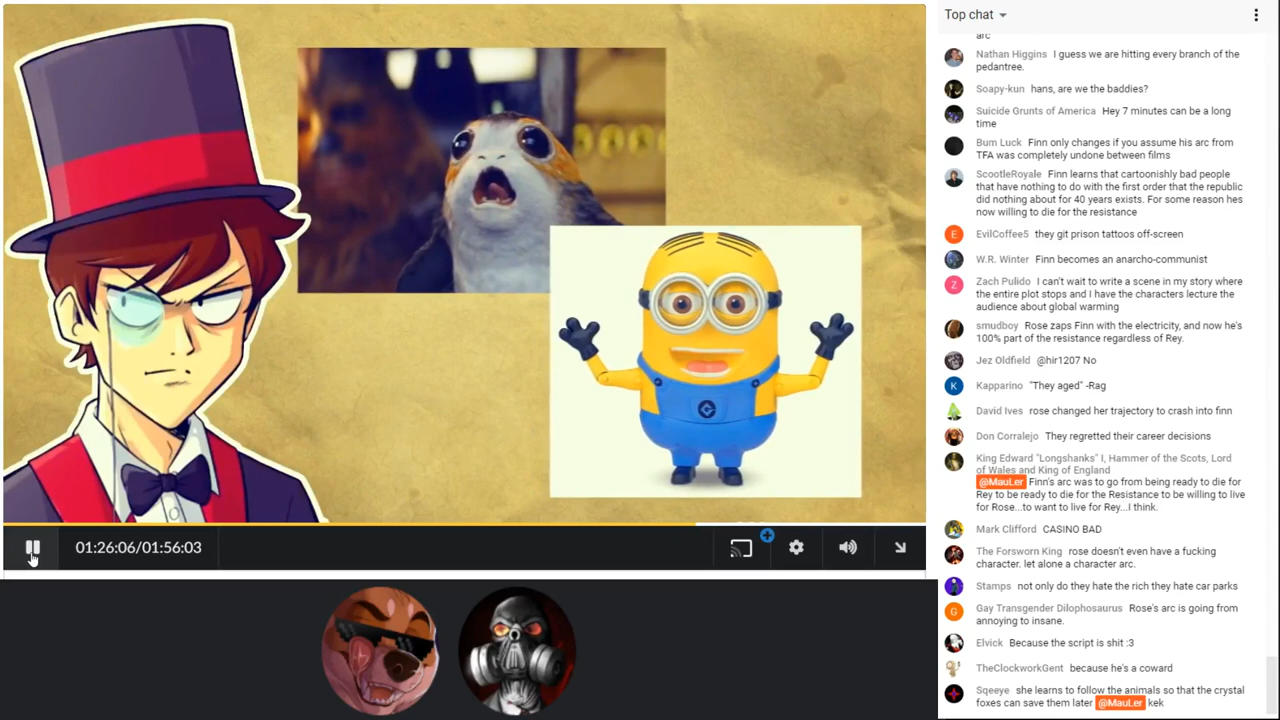 Top chat
arc
Nathan Higgins I guess we are hitting every branch of the
pedantree.
Soapy-kun hans, are we the baddies?
Suicide Grunts of America Hey 7 minutes can be a long
time
Bum Luck Finn only changes if you assume his arc from
TFA was completely undone between films
ScootleRoyale Finn learns that cartoonishly bad people
that have nothing to do with the first order that the republic
did nothing about for 40 years exists. For some reason hes
now willing to die for the resistance
E
EvilCoffee5 they git prison tattoos off-screen
W.R. Winter Finn becomes an anarcho-communist
Z
Zach Pulido I can't wait to write a scene in my story where
the entire plot stops and I have the characters lecture the
audience about global warming
smudboy Rose zaps Finn with the electricity, and now he's
100% part of the resistance regardless of Rey.
Jez Oldfield @hir1207 No
K
Kapparino "They aged" -Rag
David Ives rose changed her trajectory to crash into finn
Don Corralejo They regretted their career decisions
King Edward "Longshanks" I, Hammer of the Scots, Lord
of Wales and King of England
@MauLer Finn's arc was to go from being ready to die for
Rey to be ready to die for the Resistance to be willing to live
for Rose...to want to live for Rey...I think.
Mark Clifford CASINO BAD
The Forsworn King rose doesn't even have a fucking
character. let alone a character arc.
Stamps not only do they hate the rich they hate car parks
G
Gay Transgender Dilophosaurus Rose's arc is going from
annoying to insane.
Elvick Because the script is shit :3
TheClockworkGent because he's a coward
Sqeeye she learns to follow the animals so that the crystal
foxes can save them later @MauLer kek
01:26:06/01:56:03